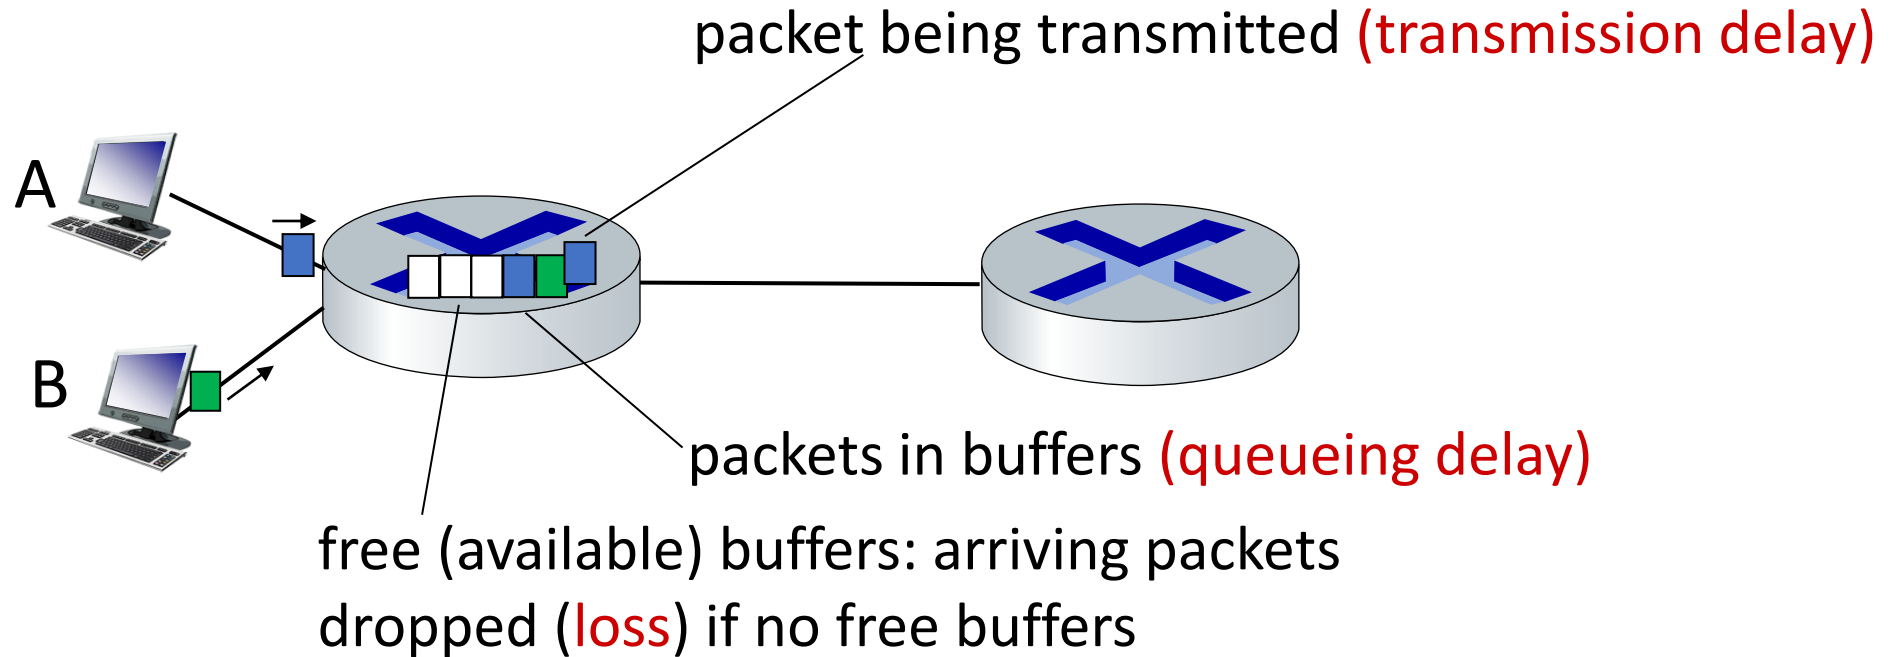 packet being transmitted (transmission delay)
A
B
packets in buffers (queueing delay)
free (available) buffers: arriving packets
dropped (loss) if no free buffers